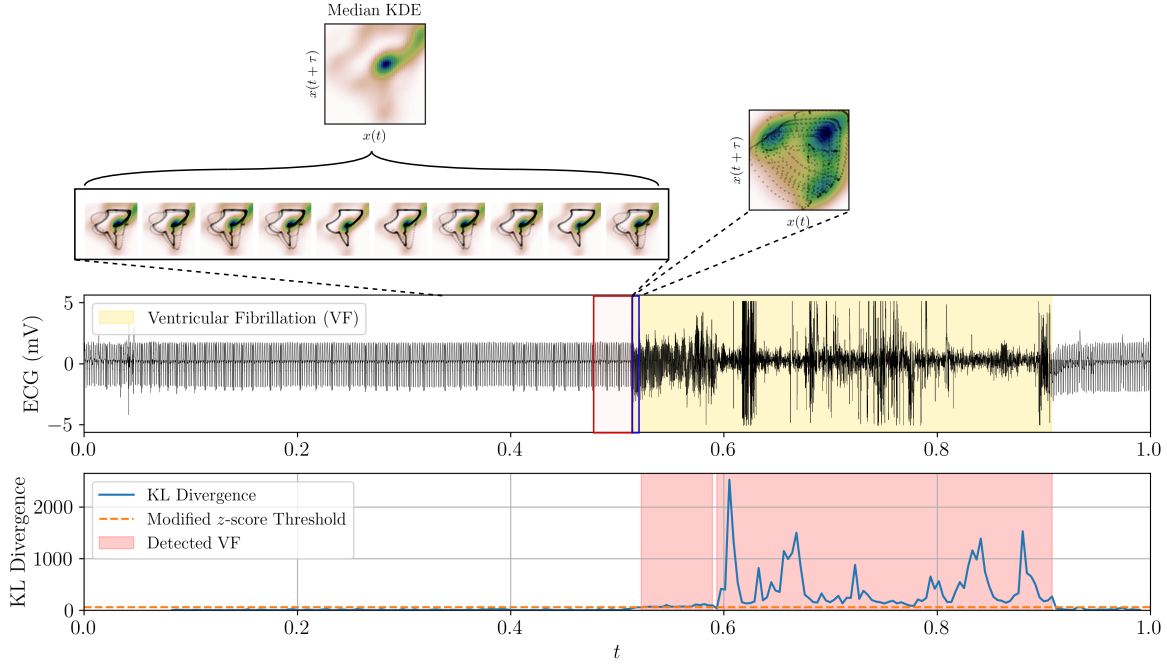 Median KDE
x(t + τ)
x(t)
x(t + τ)
x(t)
ECG (mV)
5
0
−5
Ventricular Fibrillation (VF)
0.0 0.2 0.4 0.6 0.8 1.0
KL Divergence
2000
1000
0
KL Divergence
Modified z-score Threshold
Detected VF
0.0 0.2 0.4 0.6 0.8 1.0
t